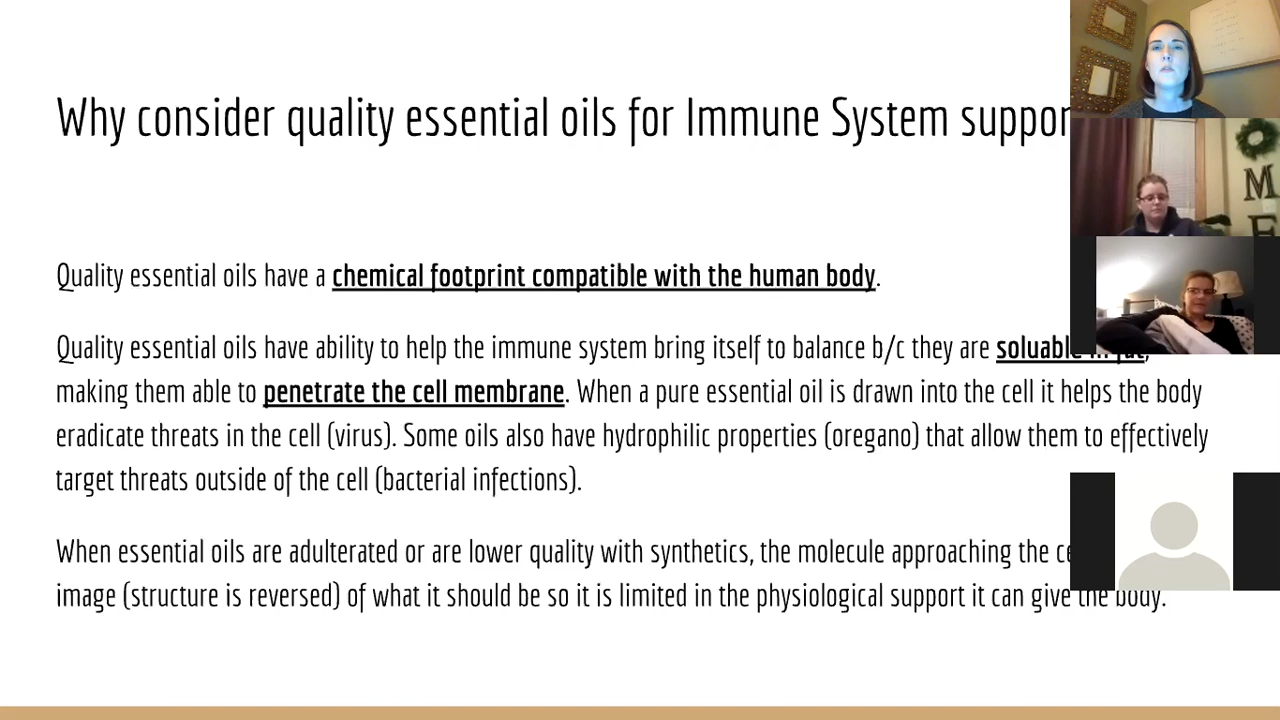 Why consider quality essential oils for Immune System suppor
Quality essential oils have a chemical footprint compatible with the human body.
Quality essential oils have ability to help the immune system bring itself to balance b/c they are soluable in fat,
making them able to penetrate the cell membrane. When a pure essential oil is drawn into the cell it helps the body
eradicate threats in the cell (virus). Some oils also have hydrophilic properties (oregano) that allow them to effectively
target threats outside of the cell (bacterial infections).
When essential oils are adulterated or are lower quality with synthetics, the molecule approaching the
image (structure is reversed) of what it should be so it is limited in the physiological support it can give the body.
M